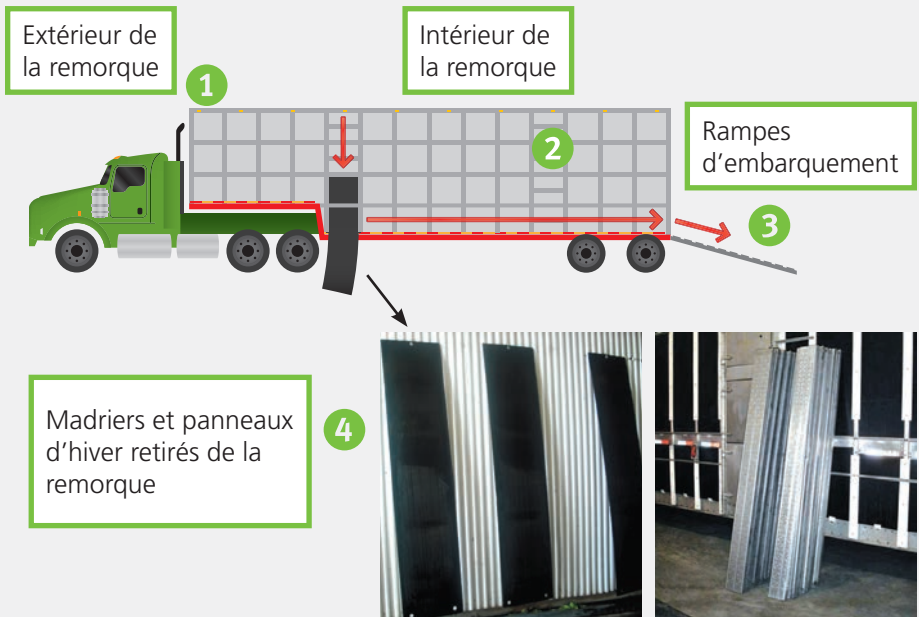 Extérieur de
la remorque
1
Intérieur de
la remorque
2
Rampes
d'embarquement
3
Madriers et panneaux
d'hiver retirés de la
remorque
4